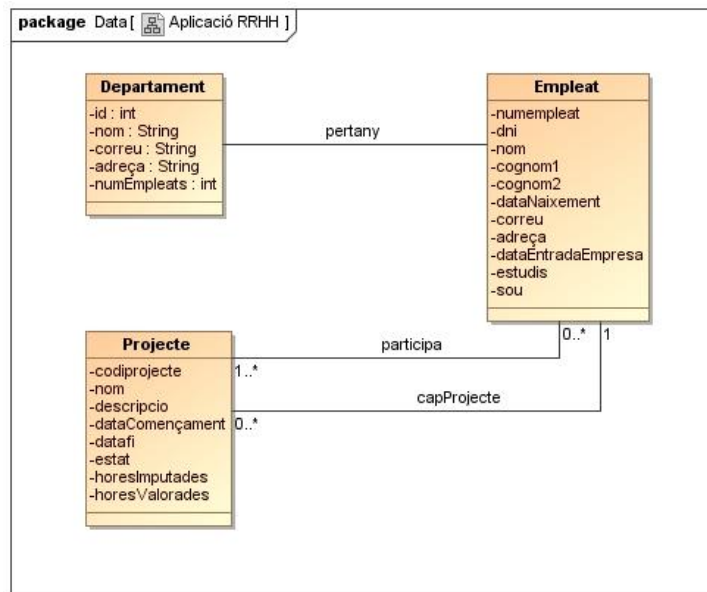 package Data [ Aplicació RRHH ]
Departament
-id : int
-nom : String
-correu : String
-adreça : String
-numEmpleats : int
pertany
Empleat
-numempleat
-dni
-nom
-cognom1
-cognom2
-dataNaixement
-correu
-adreça
-dataEntradaEmpresa
-estudis
-sou
Projecte
-codiprojecte
-nom
-descripcio
-dataComençament
-datafi
-estat
-horesImputades
-horesValorades
participa
0..*
1
1..*
capProjecte
0..*